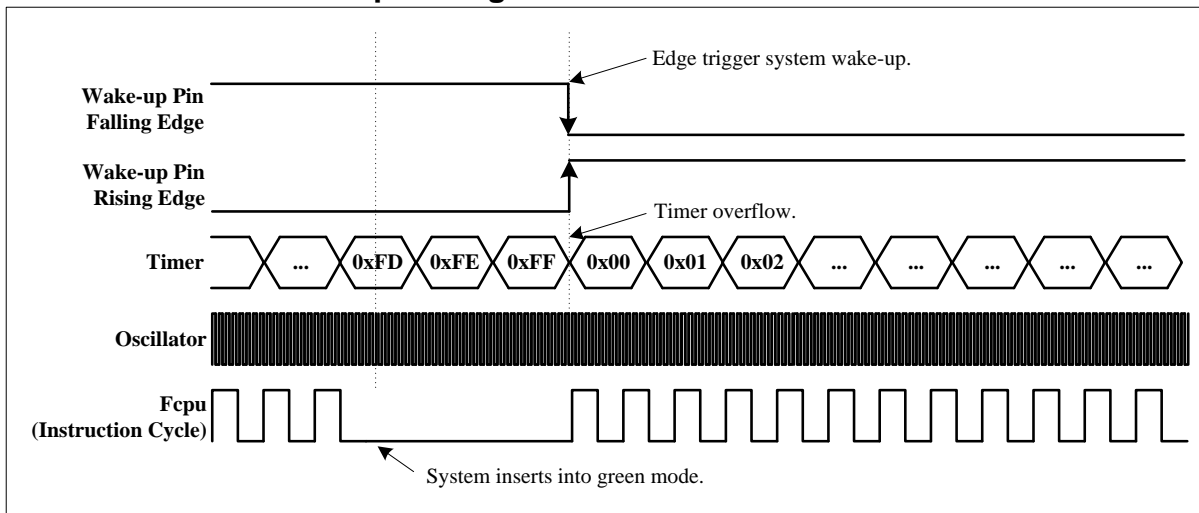 Edge trigger system wake-up.
Wake-up Pin
Falling Edge
Wake-up Pin
Rising Edge
Timer overflow.
Timer
... 0xFD 0xFE 0xFF 0x00 0x01 0x02 ... ... ... ... ...
Oscillator
Fcpu
(Instruction Cycle)
System inserts into green mode.